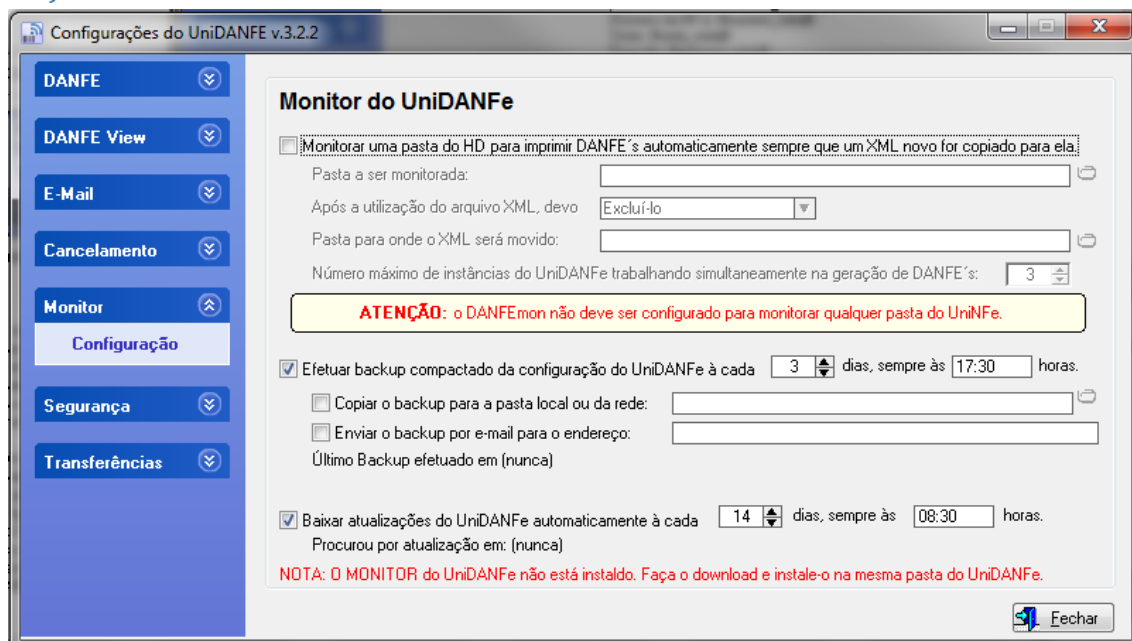 Configurações do UniDANFE v.3.2.2
DANFE
DANFE View
E-Mail
Cancelamento
Monitor
Configuração
Segurança
Transferências
Monitor do UniDANFe
Monitorar uma pasta do HD para imprimir DANFE´s automaticamente sempre que um XML novo for copiado para ela.
Pasta a ser monitorada:
Após a utilização do arquivo XML, devo Excluí-lo
Pasta para onde o XML será movido:
Número máximo de instâncias do UniDANFe trabalhando simultaneamente na geração de DANFE´s: 3
ATENÇÃO: o DANFEmon não deve ser configurado para monitorar qualquer pasta do UniNFe.
Efetuar backup compactado da configuração do UniDANFe à cada 3 dias, sempre às 17:30 horas.
Copiar o backup para a pasta local ou da rede:
Enviar o backup por e-mail para o endereço:
Último Backup efetuado em (nunca)
Baixar atualizações do UniDANFe automaticamente à cada 14 dias, sempre às 08:30 horas.
Procurou por atualização em: (nunca)
NOTA: O MONITOR do UniDANFe não está instaldo. Faça o download e instale-o na mesma pasta do UniDANFe.
Fechar